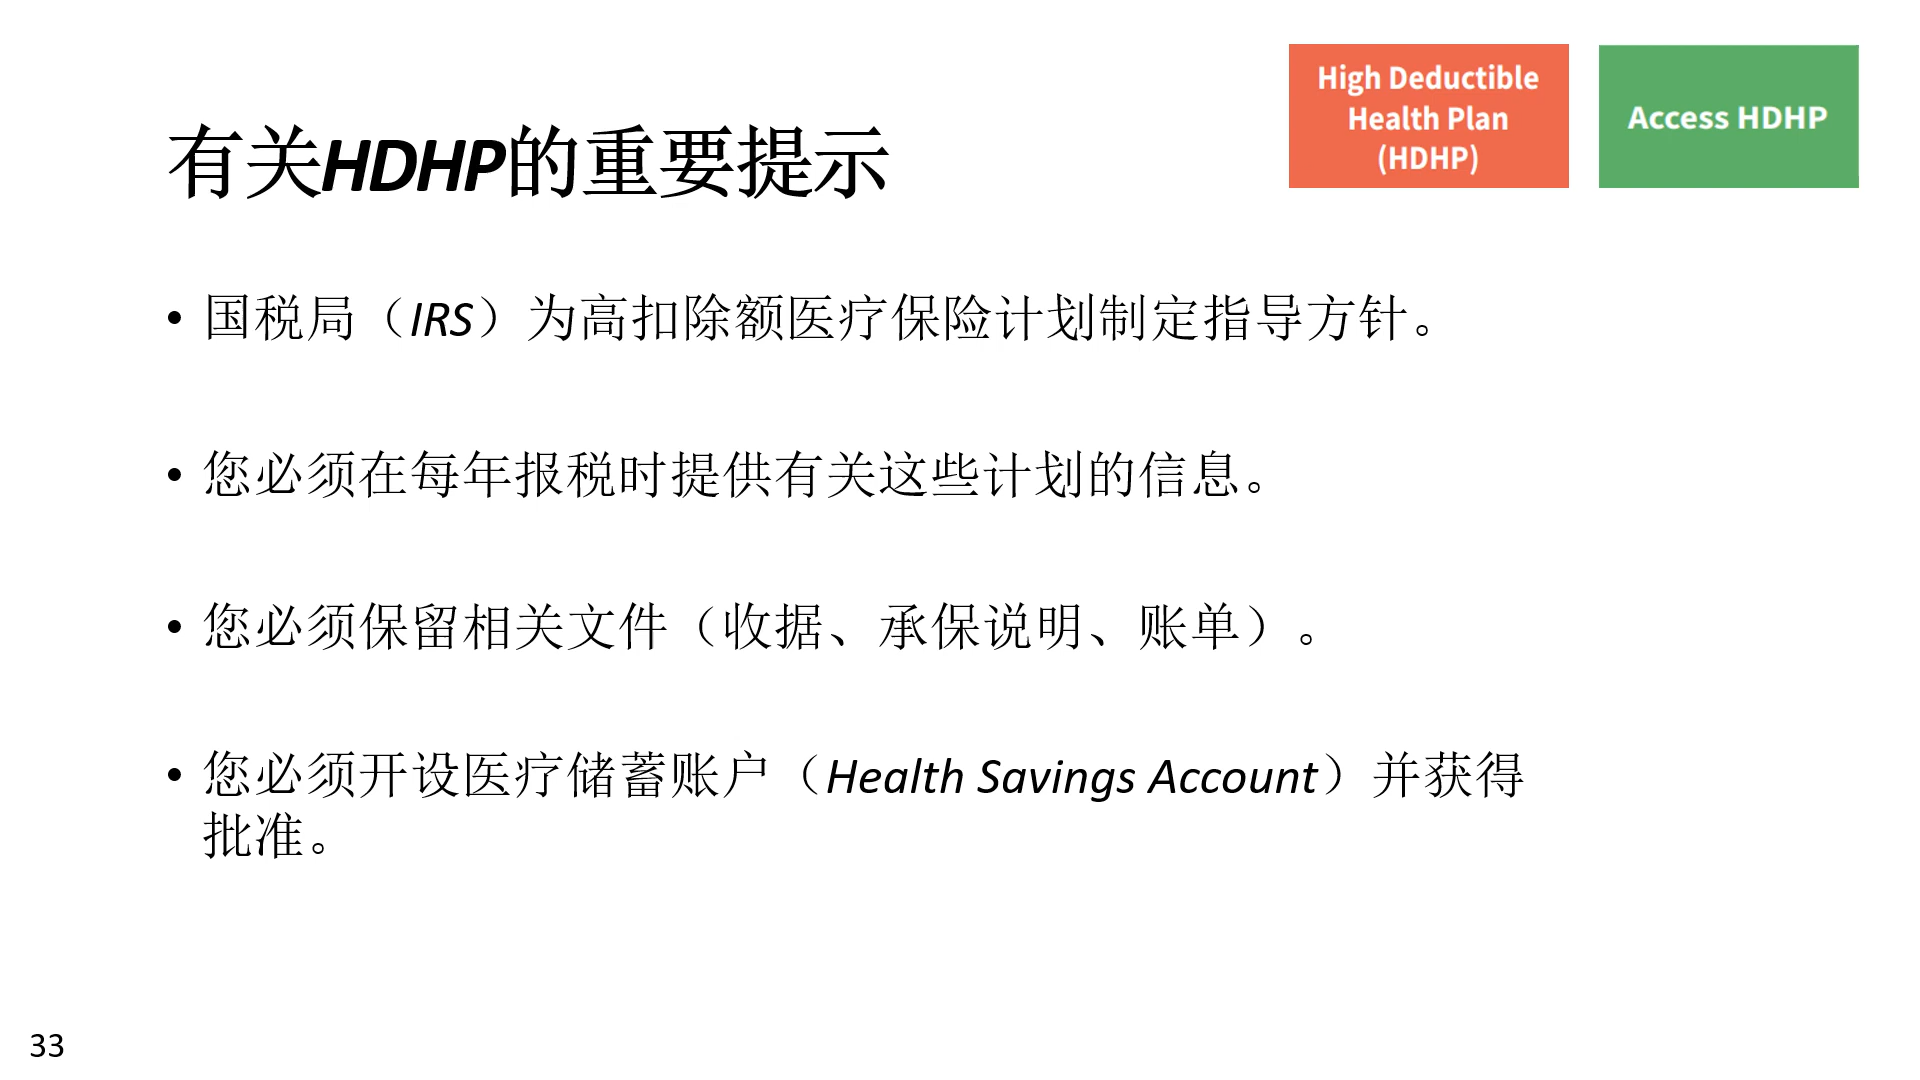 High Deductible
Health Plan
(HDHP)
Access HDHP
有关HDHP的重要提示
• 国税局（IRS）为高扣除额医疗保险计划制定指导方针。
• 您必须在每年报税时提供有关这些计划的信息。
• 您必须保留相关文件（收据、承保说明、账单）。
• 您必须开设医疗储蓄账户（Health Savings Account）并获得
批准。
33